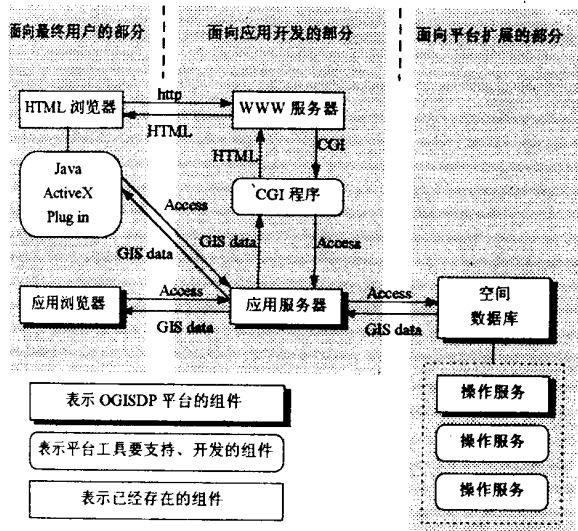 面向最终用户的部分
面向应用开发的部分
面向平台扩展的部分
HTML 浏览器
http
HTML
WWW 服务器
HTML
CGI
Java
ActiveX
Plug in
CGI 程序
Access
GIS data
GIS data
Access
应用浏览器
Access
GIS data
应用服务器
Access
GIS data
空间
数据库
操作服务
操作服务
操作服务
表示 OGISDP 平台的组件
表示平台工具要支持、开发的组件
表示已经存在的组件